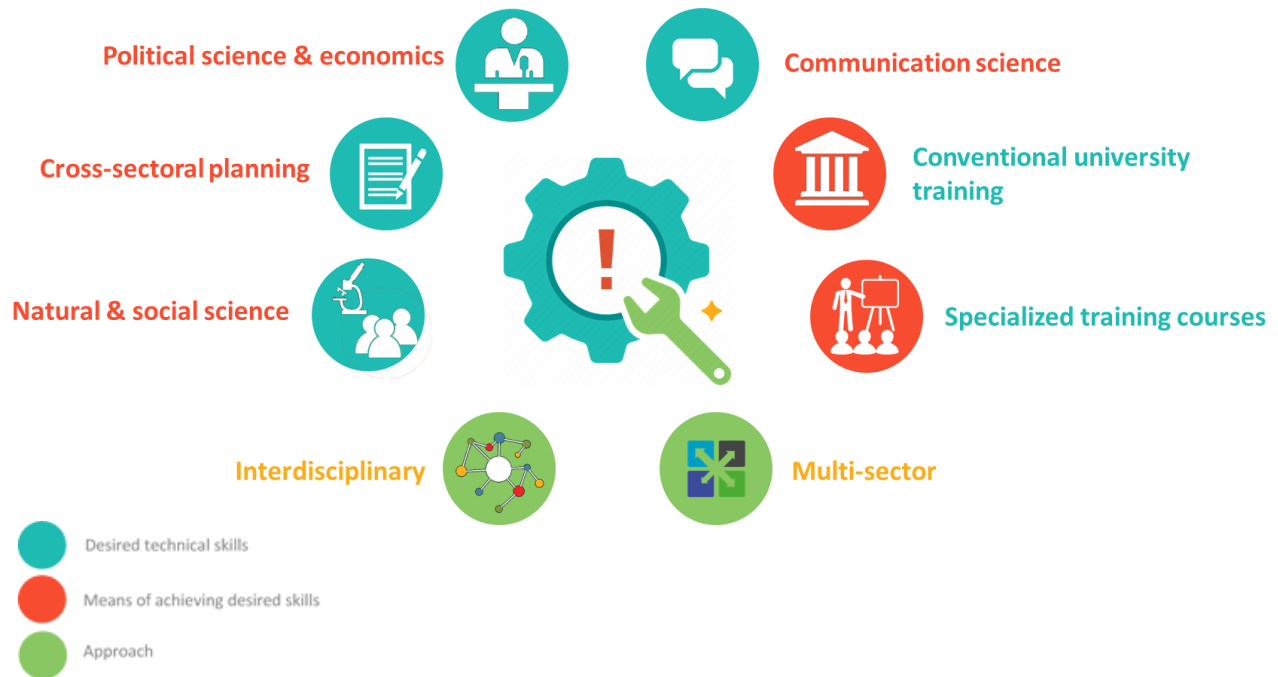 Political science & economics
Communication science
Cross-sectoral planning
Conventional university
training
Natural & social science
Specialized training courses
!
Interdisciplinary
Multi-sector
Desired technical skills
Means of achieving desired skills
Approach